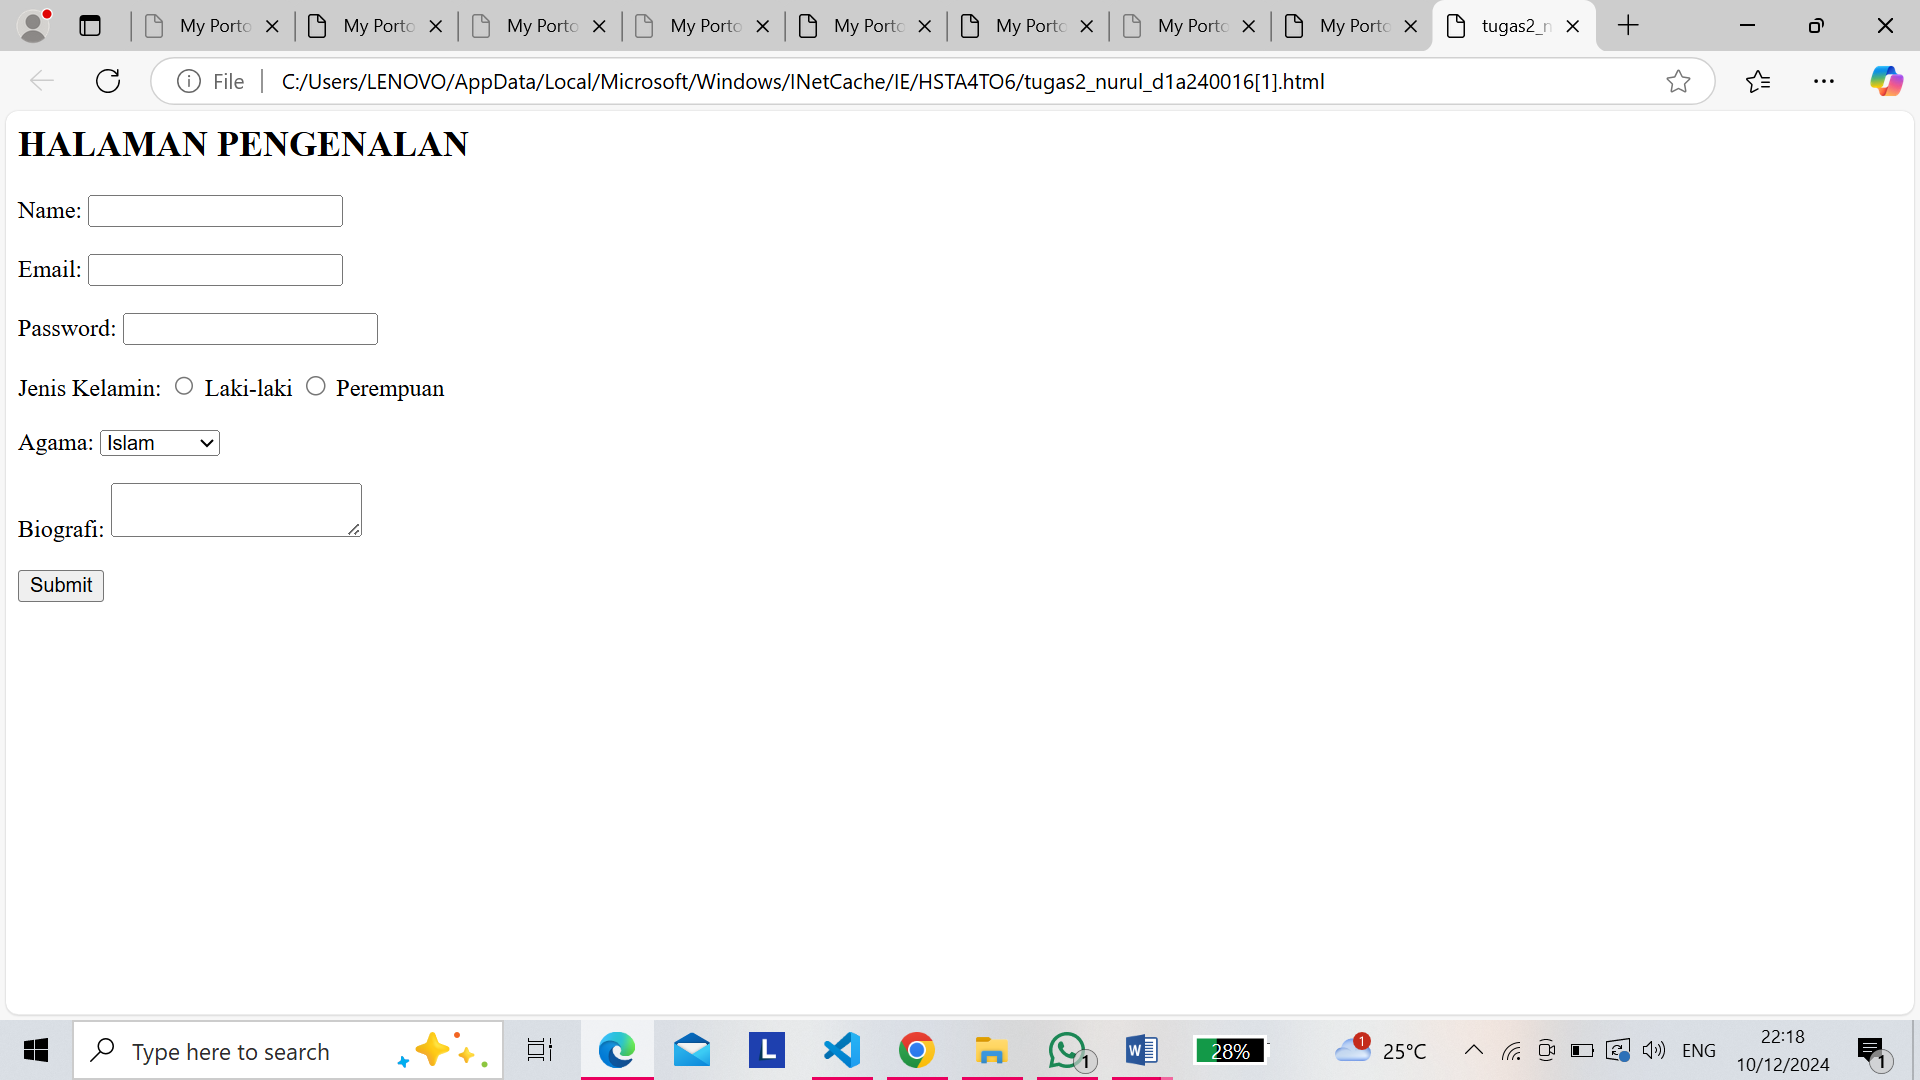 My Porto My Porto My Porto My Porto My Porto My Porto My Porto My Porto tugas2_n
File C:/Users/LENOVO/AppData/Local/Microsoft/Windows/INetCache/IE/HSTA4TO6/tugas2_nurul_d1a240016[1].html
HALAMAN PENGENALAN
Name:
Email:
Password:
Jenis Kelamin: Laki-laki Perempuan
Agama: Islam
Biografi:
Submit
Type here to search L W 1 28% 1 25°C ENG 22:18
10/12/2024 1